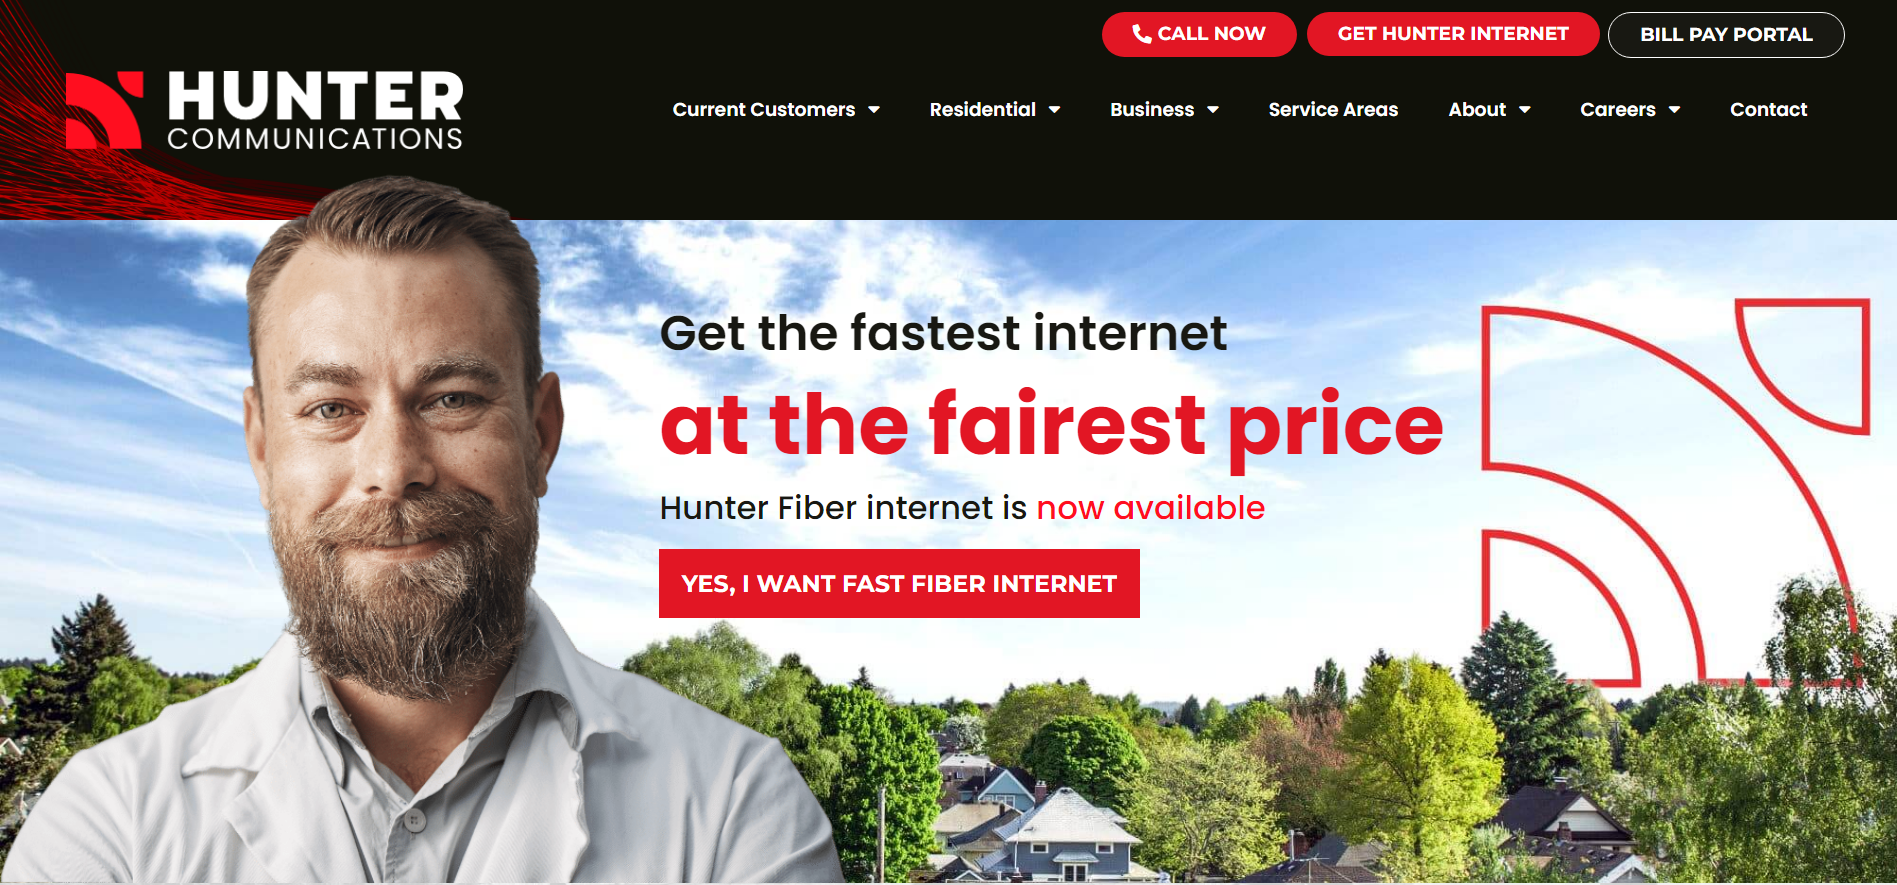 CALL NOW
GET HUNTER INTERNET
BILL PAY PORTAL
HUNTER
COMMUNICATIONS
Current Customers
Residential
Business
Service Areas
About
Careers
Contact
Get the fastest internet
at the fairest price
Hunter Fiber internet is now available
YES, I WANT FAST FIBER INTERNET